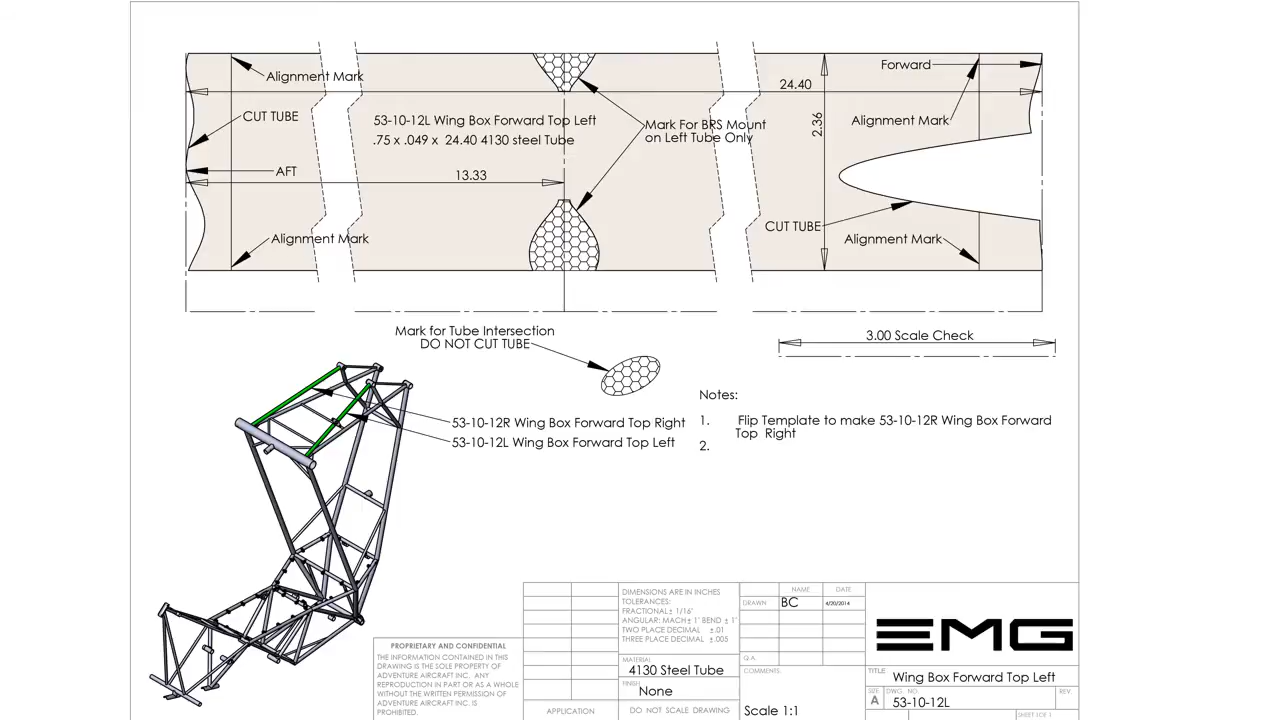 Forward
Alignment Mark
24.40
CUT TUBE
53-10-12L Wing Box Forward Top Left
.75 x .049 x 24.40 4130 steel Tube
2.36
Mark For BRS Mount
on Left Tube Only
Alignment Mark
AFT
13.33
CUT TUBE
Alignment Mark
Alignment Mark
Mark for Tube Intersection
DO NOT CUT TUBE
3.00 Scale Check
53-10-12R Wing Box Forward Top Right
53-10-12L Wing Box Forward Top Left
Notes:
1. Flip Template to make 53-10-12R Wing Box Forward
Top Right
2.
PROPRIETARY AND CONFIDENTIAL
THE INFORMATION CONTAINED IN THIS
DRAWING IS THE SOLE PROPERTY OF
ADVENTURE AIRCRAFT INC. ANY
REPRODUCTION IN PART OR AS A WHOLE
WITHOUT THE WRITTEN PERMISSION OF
ADVENTURE AIRCRAFT INC. IS
PROHIBITED.
APPLICATION
DIMENSIONS ARE IN INCHES
TOLERANCES:
FRACTIONAL ± 1/16"
ANGULAR: MACH ± 1° BEND ± 1°
TWO PLACE DECIMAL ±.01
THREE PLACE DECIMAL ±.005
MATERIAL
4130 Steel Tube
FINISH
None
DO NOT SCALE DRAWING
NAME DATE
DRAWN BC 4/20/2014
Q.A.
COMMENTS:
Scale 1:1
EMG
TITLE
Wing Box Forward Top Left
SIZE DWG. NO. REV.
A 53-10-12L
SHEET 1 OF 1